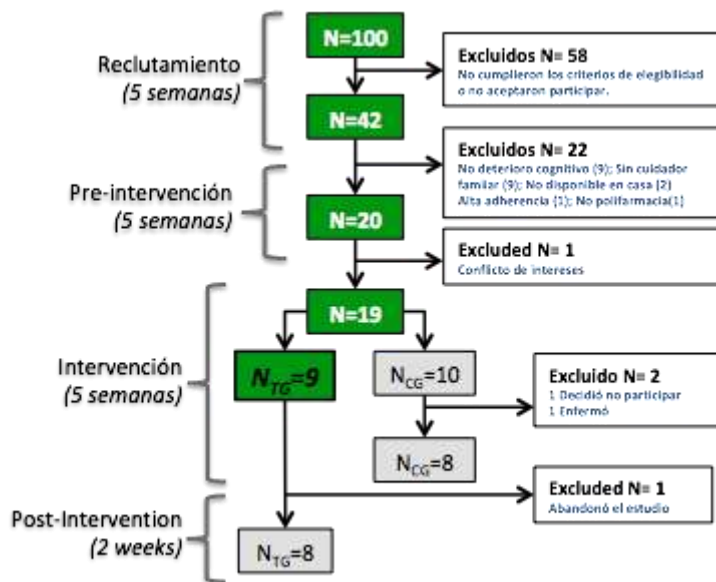 N=100
Reclutamiento
(5 semanas)
Excluidos N= 58
No cumplieron los criterios de elegibilidad
o no aceptaron participar.
N=42
Excluidos N= 22
No deterioro cognitivo (9); Sin cuidador
familiar (9); No disponible en casa (2)
Alta adherencia (1); No polifarmacia(1)
Pre-intervención
(5 semanas)
N=20
Excluded N= 1
Conflicto de intereses
N=19
Intervención
(5 semanas)
NTG=9
NCG=10
Excluido N= 2
1 Decidió no participar
1 Enfermó
NCG=8
Excluded N= 1
Abandonó el estudio
Post-Intervention
(2 weeks)
NTG=8